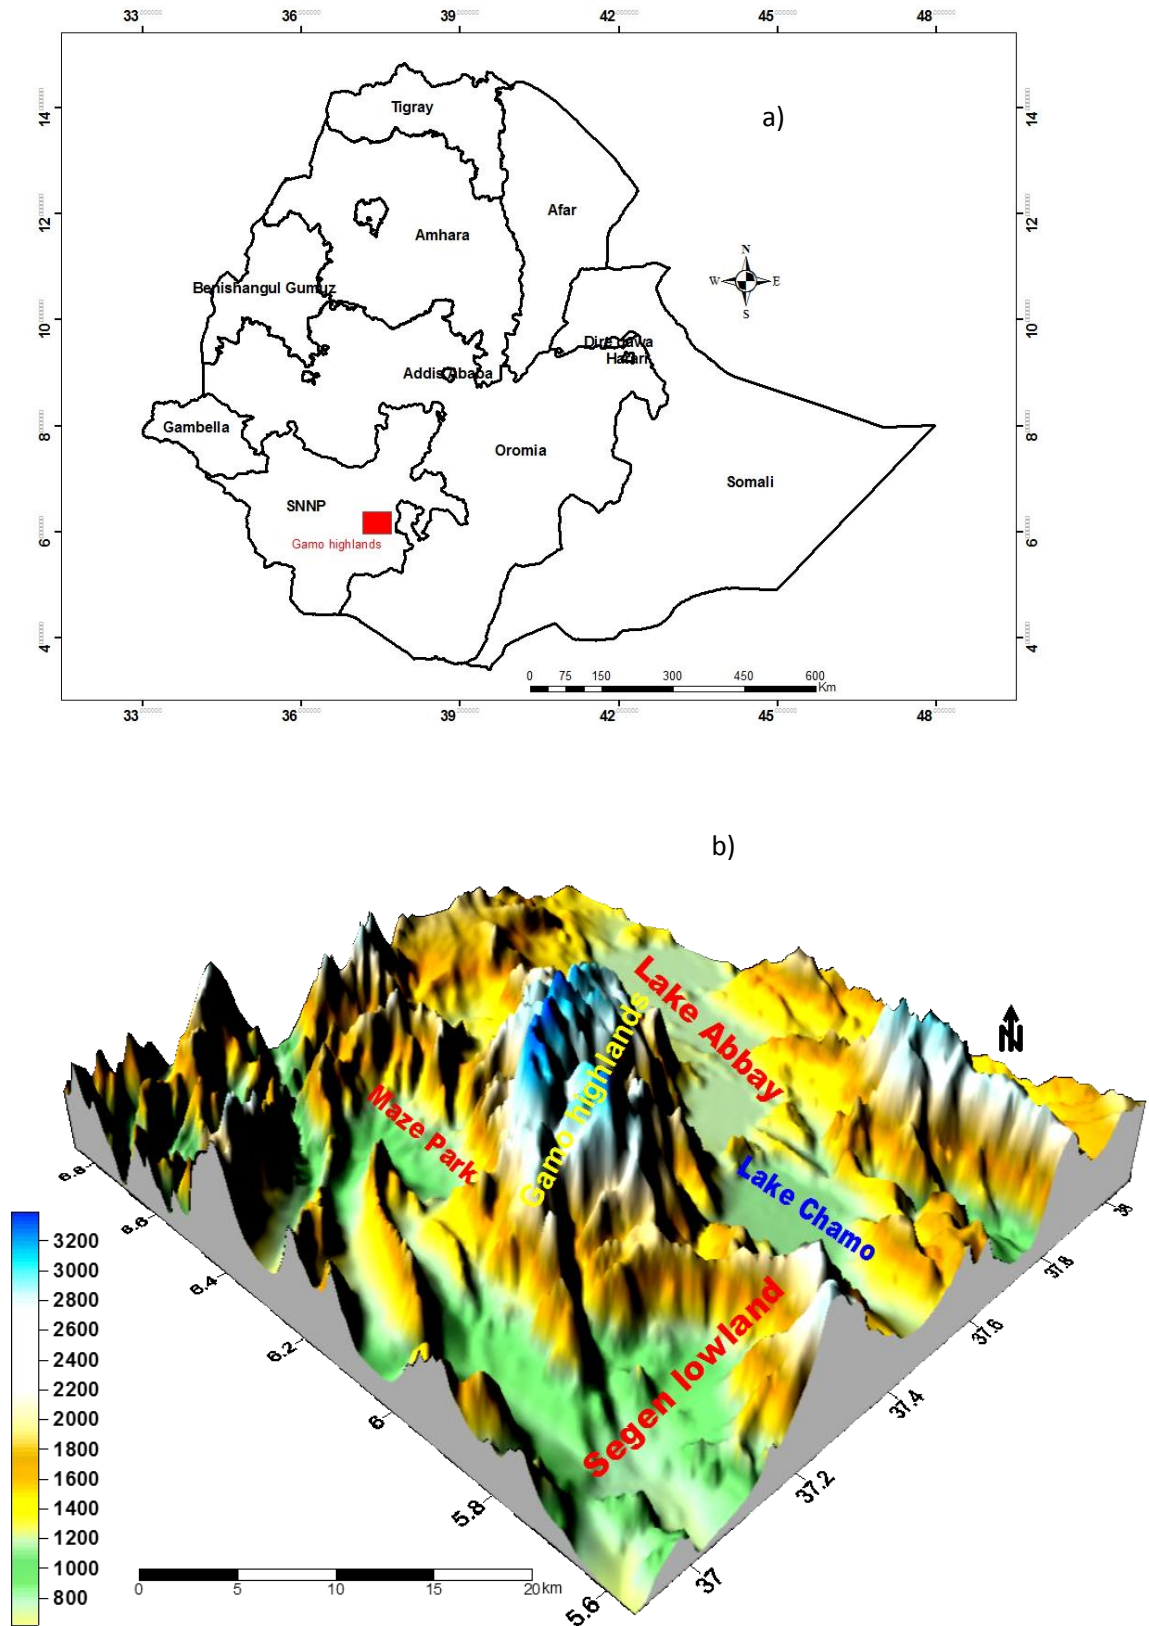 33 36 39 42 45 48
a)
14 14
Tigray
12 12
Afar
Amhara
N
W E
S
Benishangul Gumuz
10 10
Dire dawa
Harari
Addis Ababa
8 8
Gambella
Oromia
Somali
SNNP
6 6
Gamo highlands
4 4
0 75 150 300 450 600
Km
33 36 39 42 45 48
b)
Lake Abbay
Gamo highlands
N
Maze Park
Lake Chamo
Segen lowland
6.8
6.6
6.4
6.2
6
5.8
5.6
38
37.8
37.6
37.4
37.2
37
3200
3000
2800
2600
2400
2200
2000
1800
1600
1400
1200
1000
800
0 5 10 15 20 km